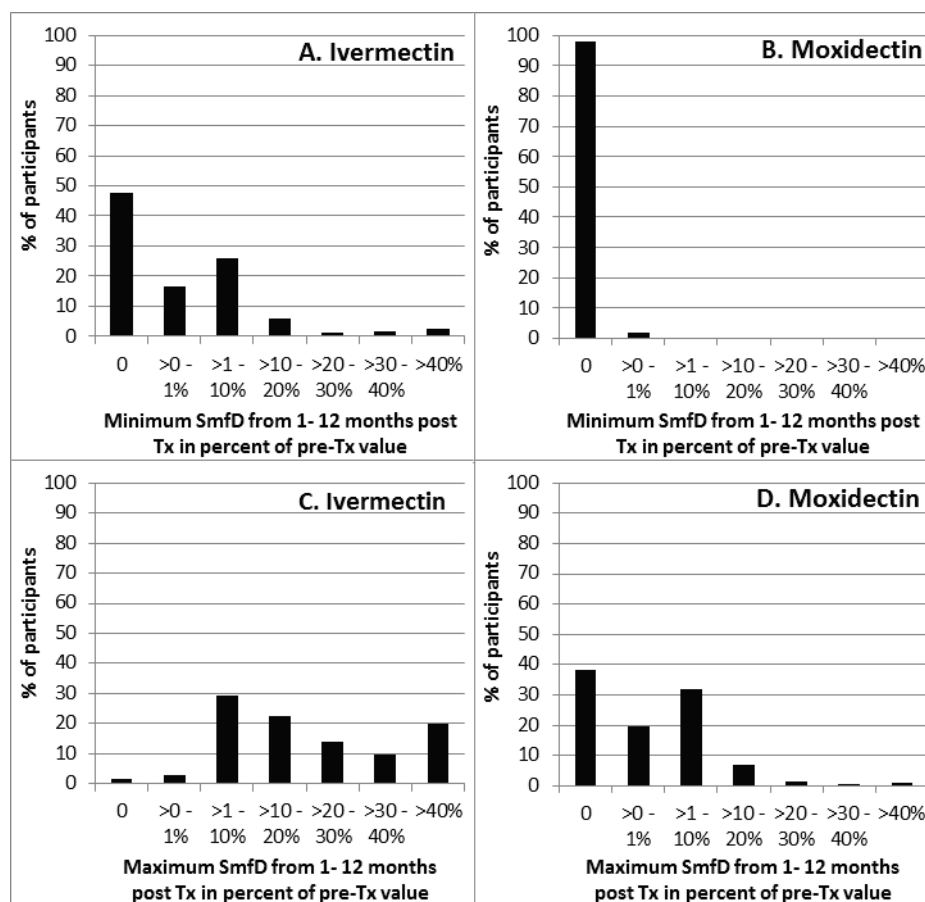 A. Ivermectin
% of participants
100
90
80
70
60
50
40
30
20
10
0
0 >0 - 1% >1 - 10% >10 - 20% >20 - 30% >30 - 40% >40%
Minimum SmfD from 1- 12 months post
Tx in percent of pre-Tx value
B. Moxidectin
% of participants
100
90
80
70
60
50
40
30
20
10
0
0 >0 - 1% >1 - 10% >10 - 20% >20 - 30% >30 - 40% >40%
Minimum SmfD from 1- 12 months post
Tx in percent of pre-Tx value
C. Ivermectin
% of participants
100
90
80
70
60
50
40
30
20
10
0
0 >0 - 1% >1 - 10% >10 - 20% >20 - 30% >30 - 40% >40%
Maximum SmfD from 1- 12 months
post Tx in percent of pre-Tx value
D. Moxidectin
% of participants
100
90
80
70
60
50
40
30
20
10
0
0 >0 - 1% >1 - 10% >10 - 20% >20 - 30% >30 - 40% >40%
Maximum SmfD from 1- 12 months
post Tx in percent of pre-Tx value